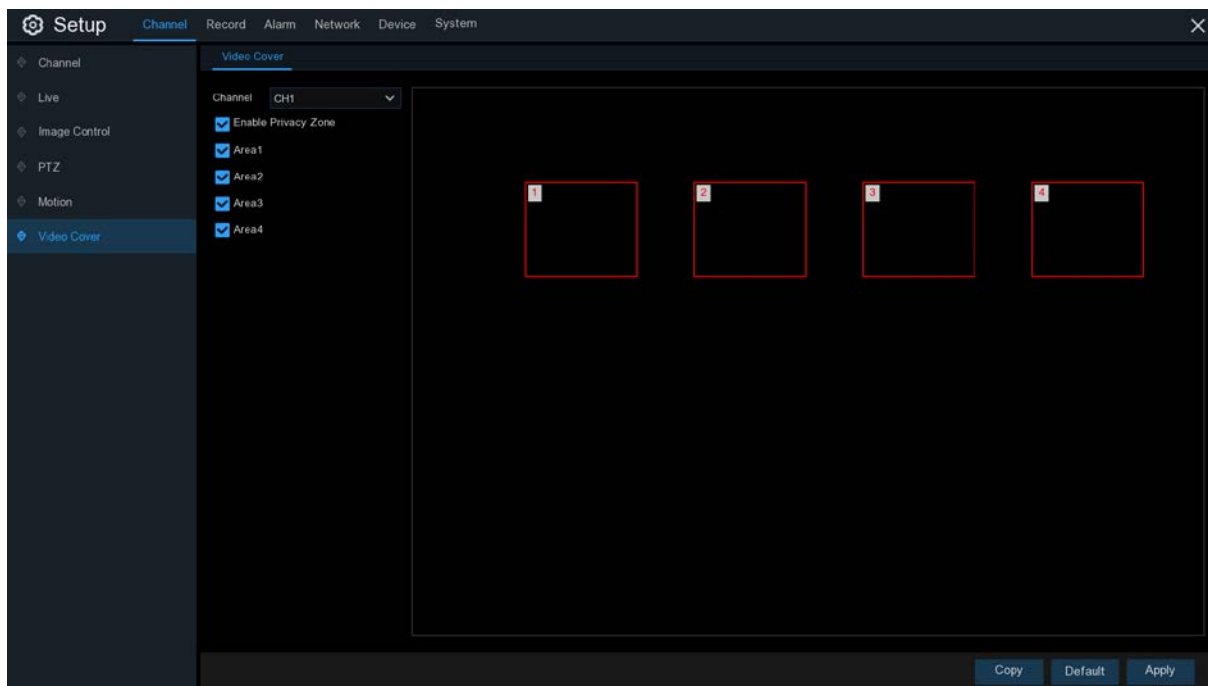 Setup Channel Record Alarm Network Device System
Channel
Live
Image Control
PTZ
Motion
Video Cover
Video Cover
Channel CH1
Enable Privacy Zone
Area1
Area2
Area3
Area4
1 2 3 4
Copy Default Apply